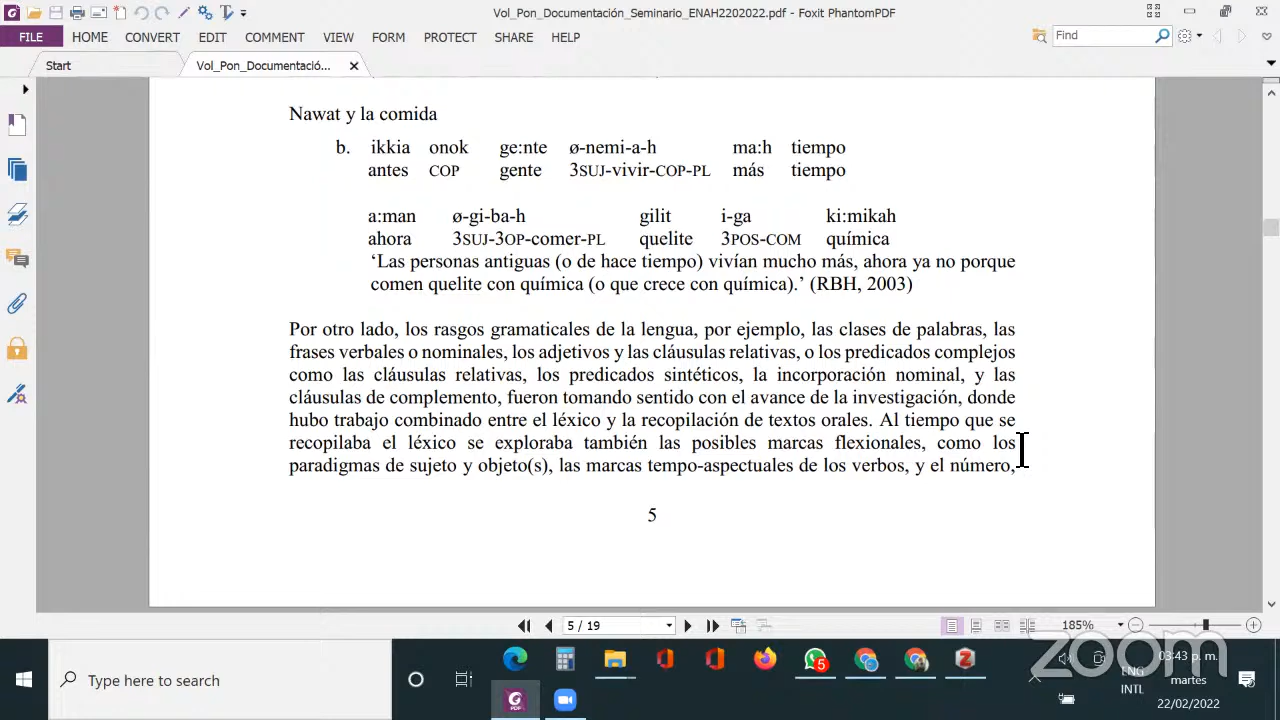 Vol_Pon_Documentación_Seminario_ENAH2202022.pdf - Foxit PhantomPDF
FILE HOME CONVERT EDIT COMMENT VIEW FORM PROTECT SHARE HELP Find
Start Vol_Pon_Documentació...
Nawat y la comida
b. ikkia onok ge:nte ø-nemi-a-h ma:h tiempo
antes COP gente 3SUJ-vivir-COP-PL más tiempo
a:man ø-gi-ba-h gilit i-ga ki:mikah
ahora 3SUJ-3OP-comer-PL quelite 3POS-COM química
‘Las personas antiguas (o de hace tiempo) vivían mucho más, ahora ya no porque
comen quelite con química (o que crece con química).’ (RBH, 2003)
Por otro lado, los rasgos gramaticales de la lengua, por ejemplo, las clases de palabras, las
frases verbales o nominales, los adjetivos y las cláusulas relativas, o los predicados complejos
como las cláusulas relativas, los predicados sintéticos, la incorporación nominal, y las
cláusulas de complemento, fueron tomando sentido con el avance de la investigación, donde
hubo trabajo combinado entre el léxico y la recopilación de textos orales. Al tiempo que se
recopilaba el léxico se exploraba también las posibles marcas flexionales, como los
paradigmas de sujeto y objeto(s), las marcas tempo-aspectuales de los verbos, y el número,
5
5 / 19 185%
zoom
Type here to search
5
ENG
INTL
03:43 p. m.
martes
22/02/2022